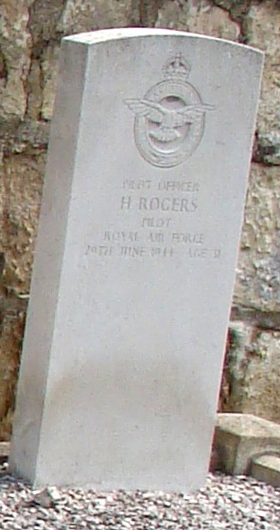 PILOT OFFICER
H ROGERS
PILOT
ROYAL AIR FORCE
JUNE 1944 AGE